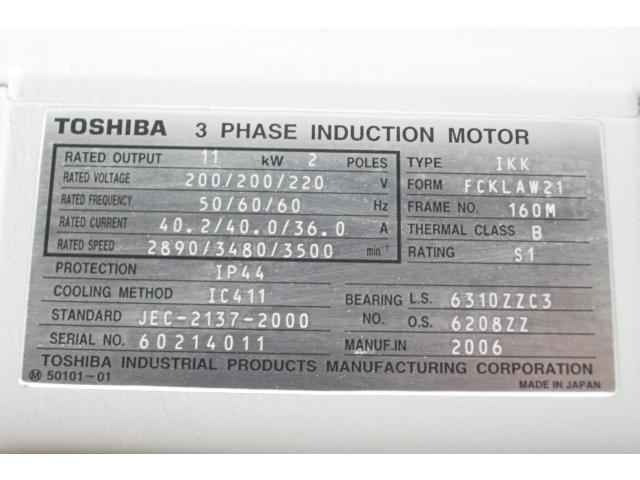 TOSHIBA 3 PHASE INDUCTION MOTOR
RATED OUTPUT 11 kW 2 POLES TYPE IKK
RATED VOLTAGE 200/200/220 V FORM FCKLAW21
RATED FREQUENCY 50/60/60 Hz FRAME NO. 160M
RATED CURRENT 40.2/40.0/36.0 A THERMAL CLASS B
RATED SPEED 2890/3480/3500 min⁻¹ RATING S1
PROTECTION IP44
COOLING METHOD IC411 BEARING L.S. 6310ZZC3
STANDARD JEC-2137-2000 NO. O.S. 6208ZZ
SERIAL NO. 60214011 MANUF.IN 2006
TOSHIBA INDUSTRIAL PRODUCTS MANUFACTURING CORPORATION
Ⓜ 50101-01 MADE IN JAPAN